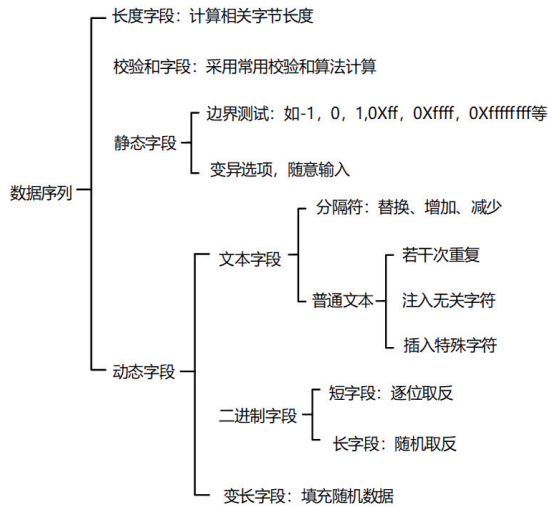 长度字段：计算相关字节长度
校验和字段：采用常用校验和算法计算
边界测试：如-1，0，1,0Xff，0Xffff，0Xffffffff等
静态字段
变异选项，随意输入
数据序列
分隔符：替换、增加、减少
文本字段
若干次重复
普通文本
注入无关字符
插入特殊字符
动态字段
短字段：逐位取反
二进制字段
长字段：随机取反
变长字段：填充随机数据